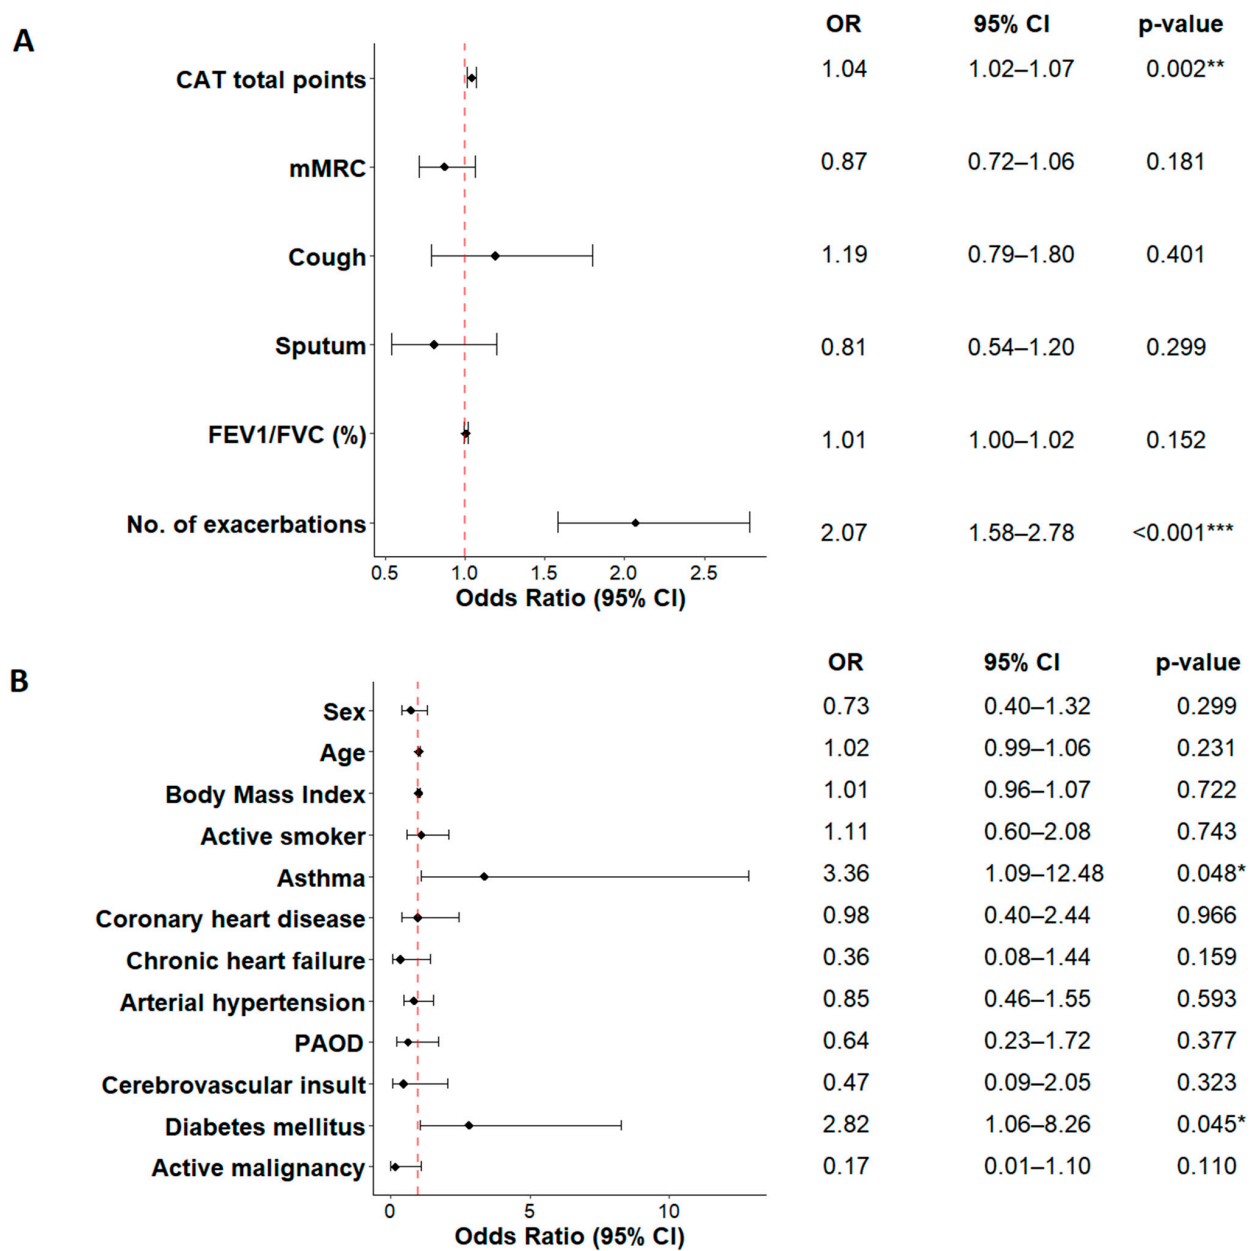 A
OR 95% CI p-value
CAT total points 1.04 1.02–1.07 0.002**
mMRC 0.87 0.72–1.06 0.181
Cough 1.19 0.79–1.80 0.401
Sputum 0.81 0.54–1.20 0.299
FEV1/FVC (%) 1.01 1.00–1.02 0.152
No. of exacerbations 2.07 1.58–2.78 <0.001***
0.5 1.0 1.5 2.0 2.5
Odds Ratio (95% CI)
B
OR 95% CI p-value
Sex 0.73 0.40–1.32 0.299
Age 1.02 0.99–1.06 0.231
Body Mass Index 1.01 0.96–1.07 0.722
Active smoker 1.11 0.60–2.08 0.743
Asthma 3.36 1.09–12.48 0.048*
Coronary heart disease 0.98 0.40–2.44 0.966
Chronic heart failure 0.36 0.08–1.44 0.159
Arterial hypertension 0.85 0.46–1.55 0.593
PAOD 0.64 0.23–1.72 0.377
Cerebrovascular insult 0.47 0.09–2.05 0.323
Diabetes mellitus 2.82 1.06–8.26 0.045*
Active malignancy 0.17 0.01–1.10 0.110
0 5 10
Odds Ratio (95% CI)